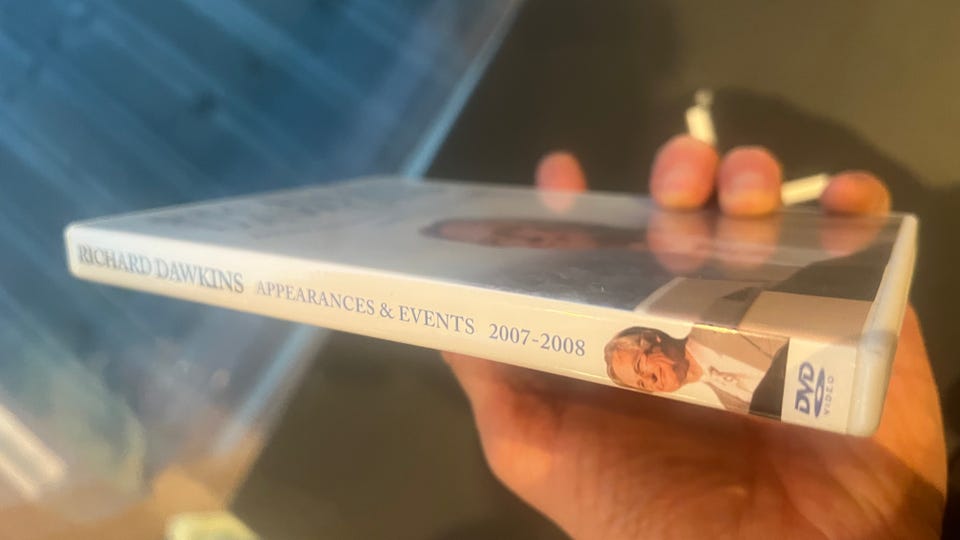 RICHARD DAWKINS APPEARANCES & EVENTS 2007-2008
DVD
VIDEO